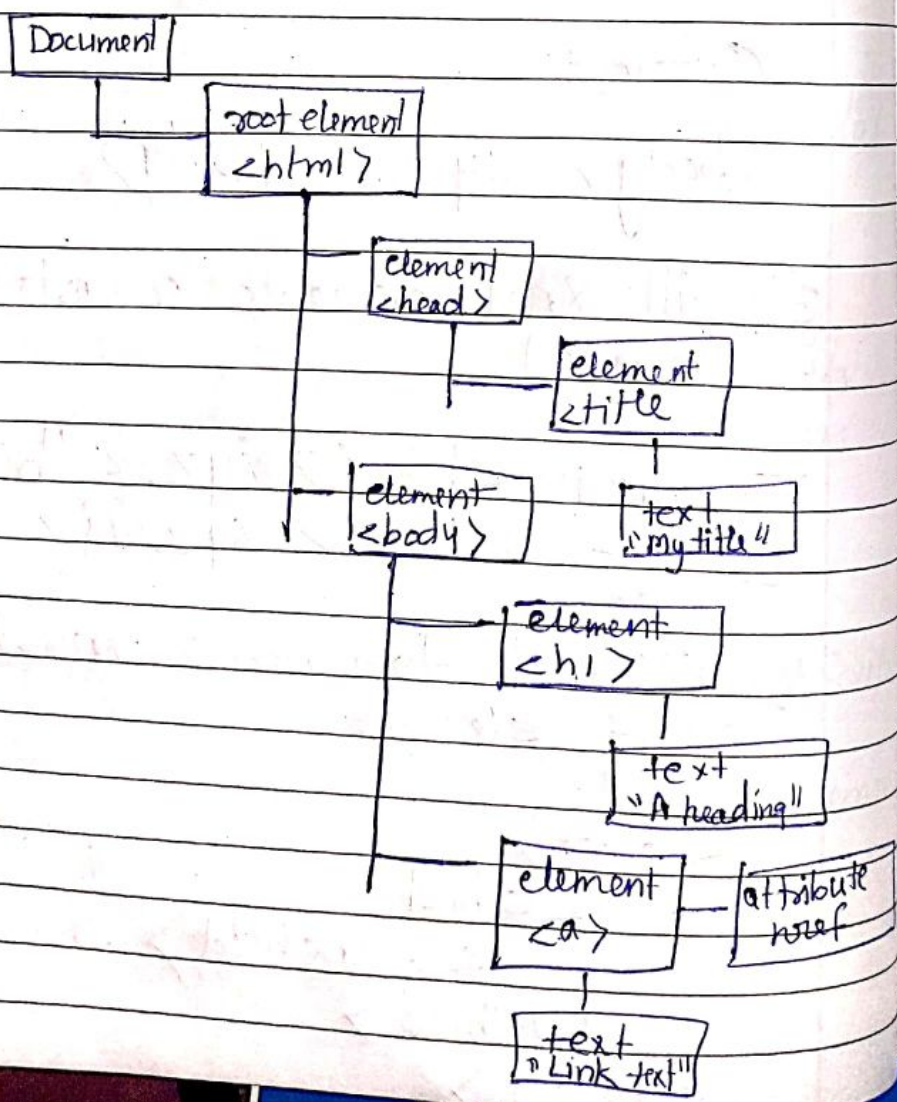 Document
root element
<html>
element
<head>
element
<title
element
<body>
text
"My title"
element
<h1>
text
"A heading"
element
<a>
attribute
href
text
"Link text"